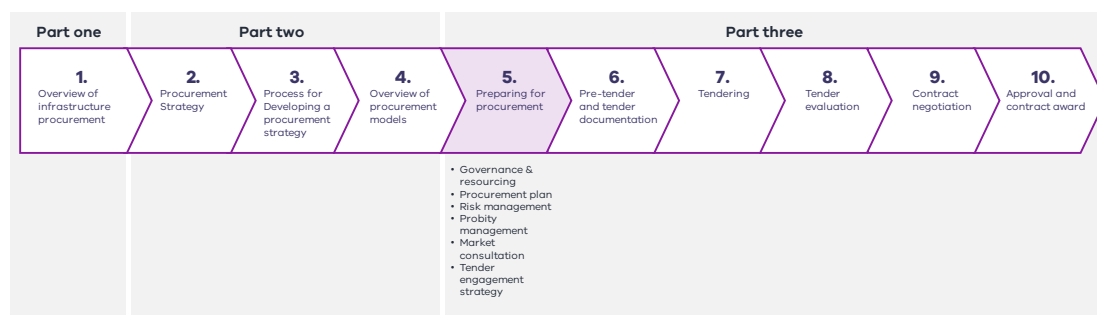 Part one
Part two
Part three
1.
Overview of
infrastructure
procurement
2.
Procurement
Strategy
3.
Process for
Developing a
procurement
strategy
4.
Overview of
procurement
models
5.
Preparing for
procurement
6.
Pre-tender
and tender
documentation
7.
Tendering
8.
Tender
evaluation
9.
Contract
negotiation
10.
Approval and
contract award
• Governance &
resourcing
• Procurement plan
• Risk management
• Probity
management
• Market
consultation
• Tender
engagement
strategy